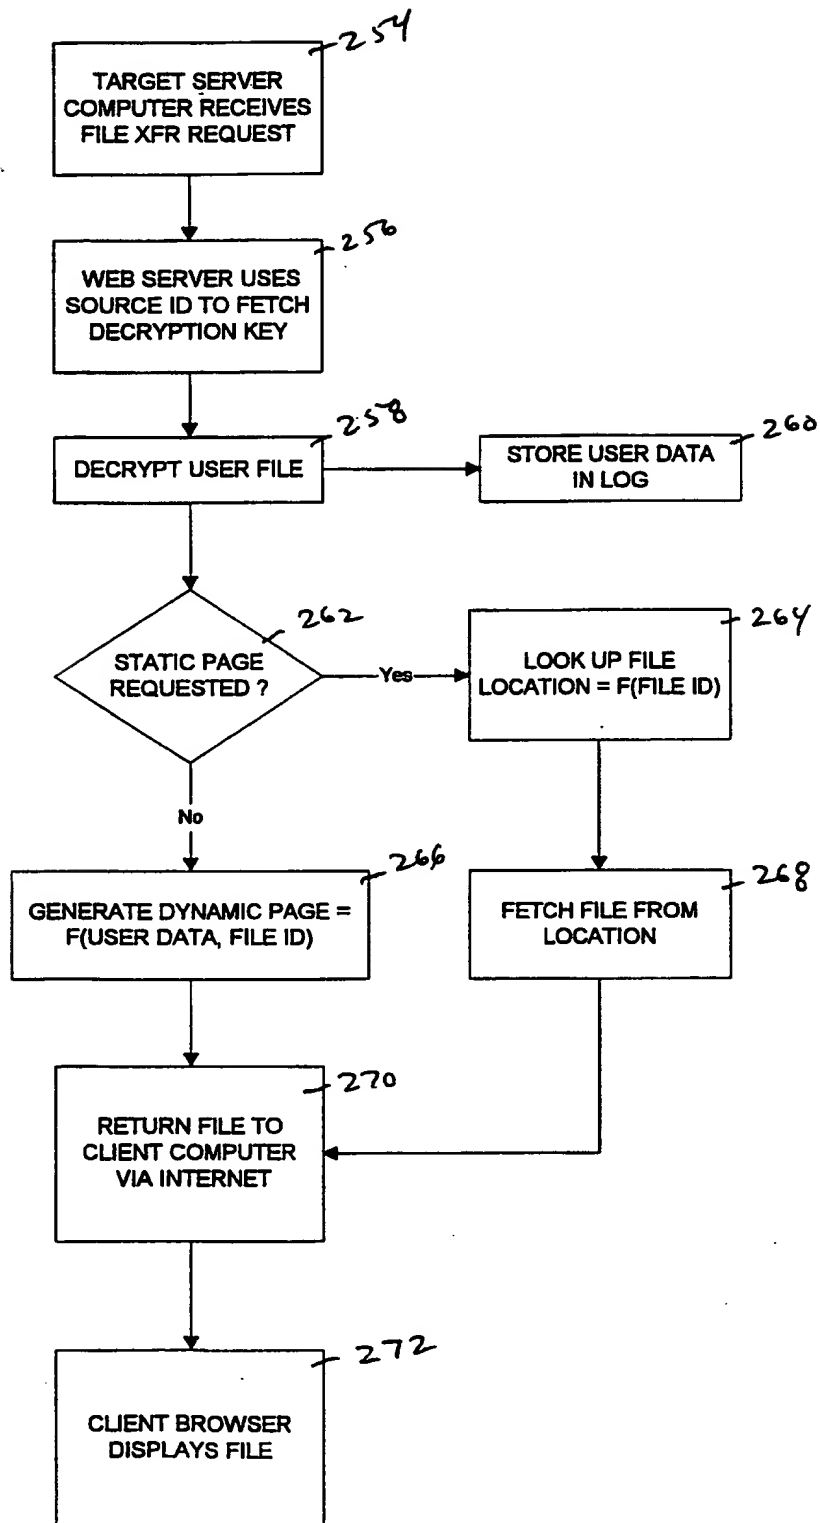 254
TARGET SERVER
COMPUTER RECEIVES
FILE XFR REQUEST
256
WEB SERVER USES
SOURCE ID TO FETCH
DECRYPTION KEY
258
DECRYPT USER FILE
260
STORE USER DATA
IN LOG
262
STATIC PAGE
REQUESTED ?
Yes
264
LOOK UP FILE
LOCATION = F(FILE ID)
No
266
GENERATE DYNAMIC PAGE =
F(USER DATA, FILE ID)
268
FETCH FILE FROM
LOCATION
270
RETURN FILE TO
CLIENT COMPUTER
VIA INTERNET
272
CLIENT BROWSER
DISPLAYS FILE